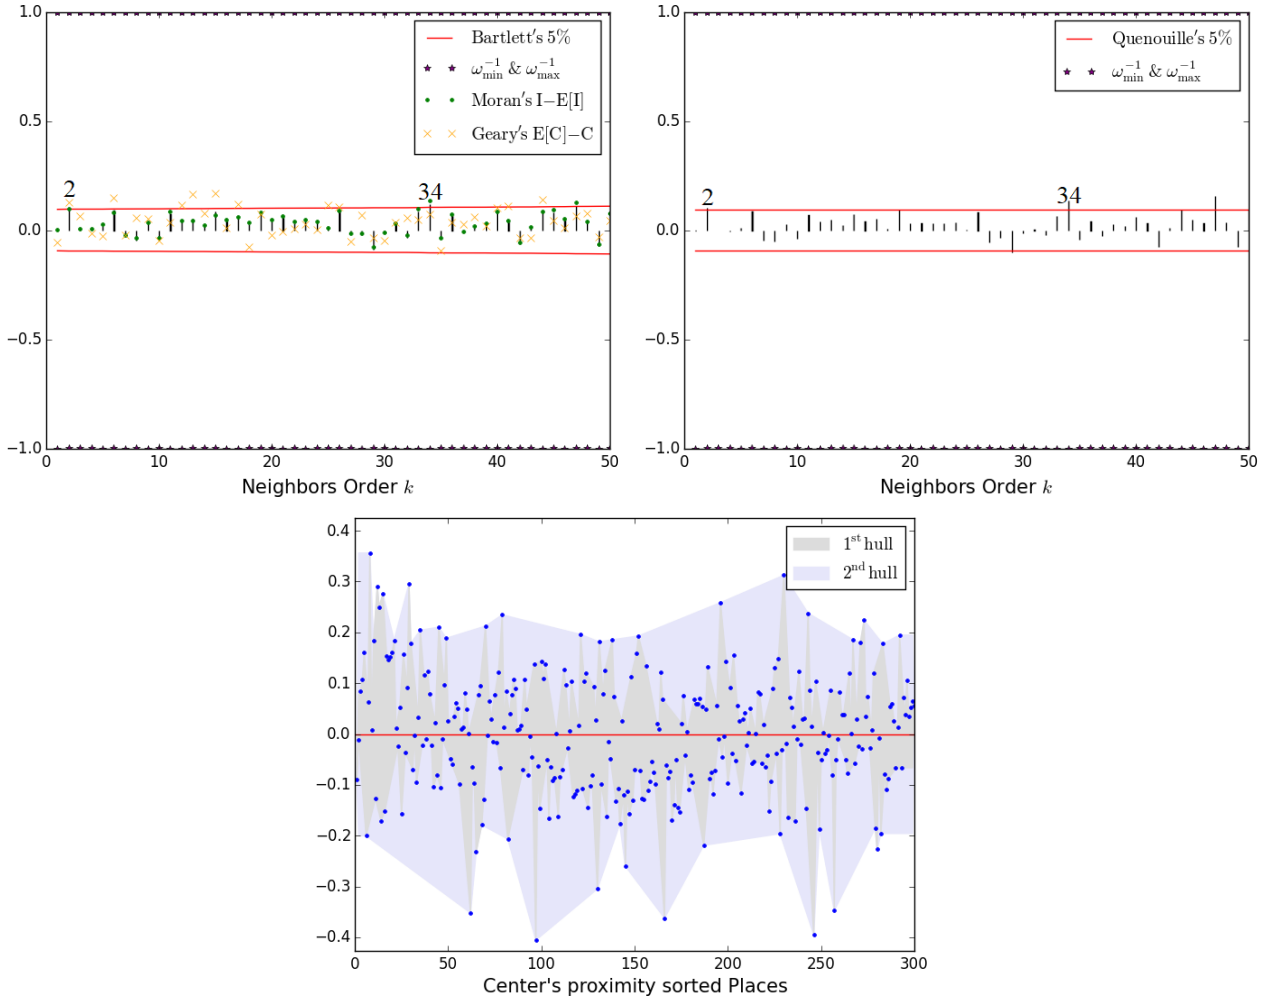 1.0
0.5
0.0
−0.5
−1.0
0 10 20 30 40 50
Neighbors Order k
Bartlett's 5%
ω_min^−1 & ω_max^−1
Moran's I−E[I]
Geary's E[C]−C
2
34
1.0
0.5
0.0
−0.5
−1.0
0 10 20 30 40 50
Neighbors Order k
Quenouille's 5%
ω_min^−1 & ω_max^−1
2
34
0.4
0.3
0.2
0.1
0.0
−0.1
−0.2
−0.3
−0.4
0 50 100 150 200 250 300
Center's proximity sorted Places
1st hull
2nd hull